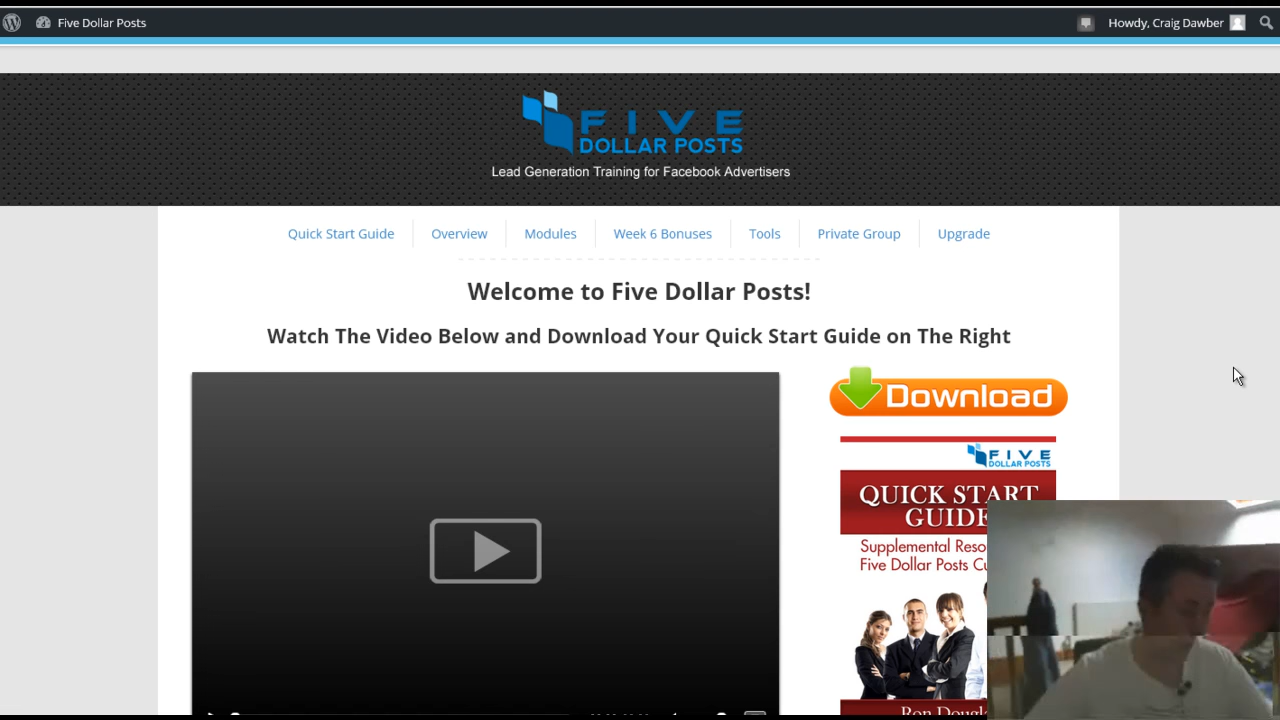 Five Dollar Posts
Howdy, Craig Dawber
FIVE
DOLLAR POSTS
Lead Generation Training for Facebook Advertisers
Quick Start Guide
Overview
Modules
Week 6 Bonuses
Tools
Private Group
Upgrade
Welcome to Five Dollar Posts!
Watch The Video Below and Download Your Quick Start Guide on The Right
Download
FIVE
DOLLAR POSTS
QUICK START
GUIDE
Supplemental
Five Dollar Posts
Ron